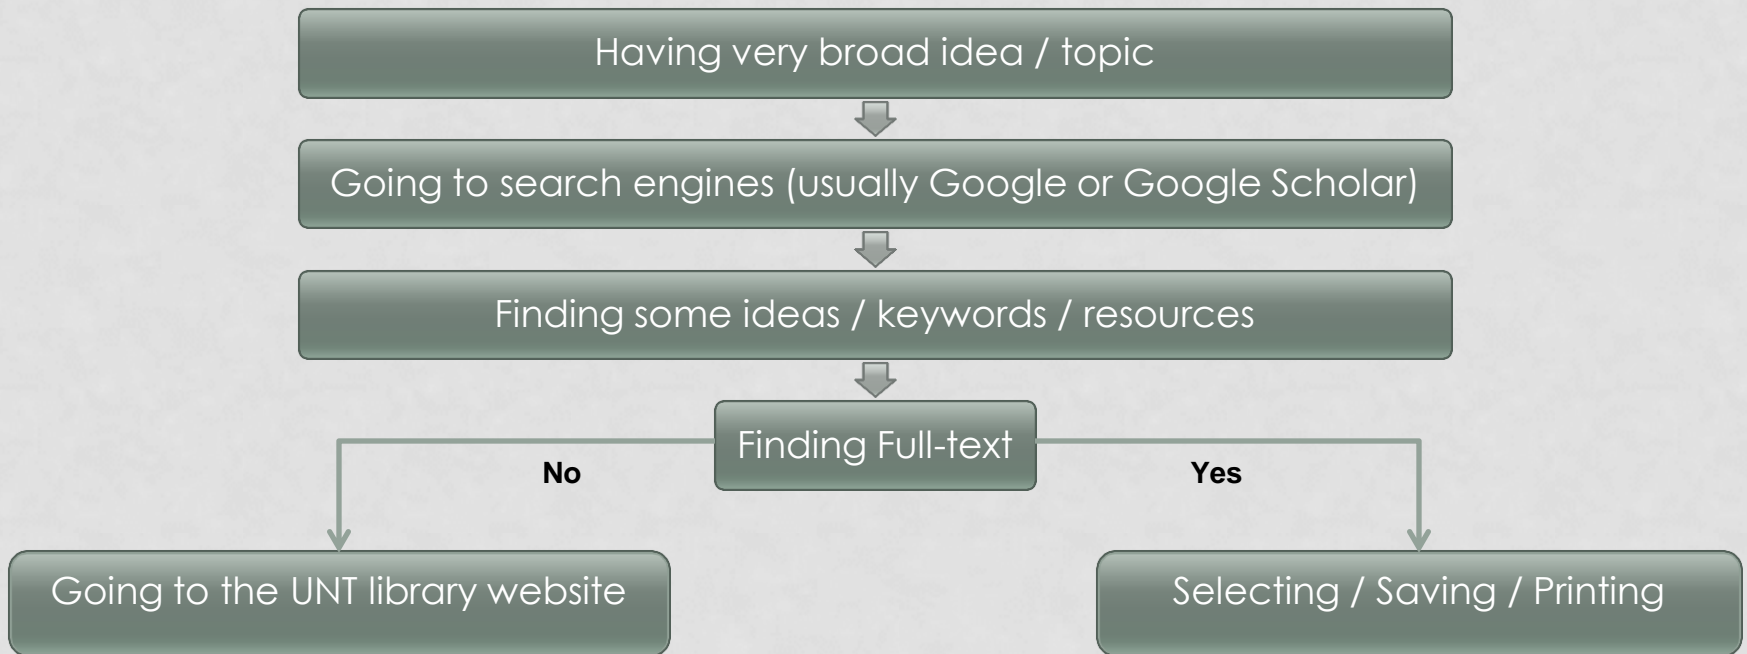 Having very broad idea / topic
Going to search engines (usually Google or Google Scholar)
Finding some ideas / keywords / resources
Finding Full-text
No
Yes
Going to the UNT library website
Selecting / Saving / Printing